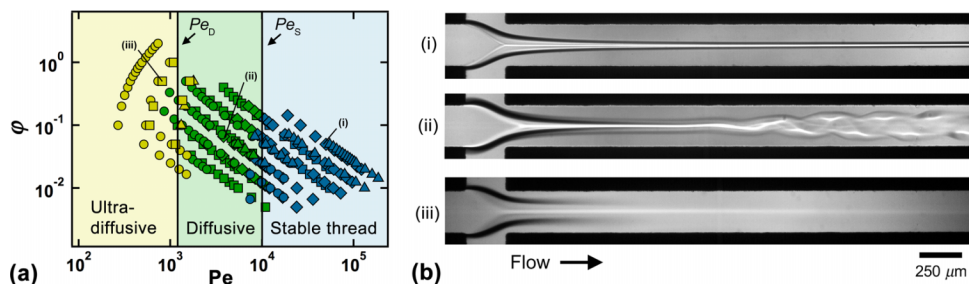 Pe_D
Pe_S
(iii)
(ii)
(i)
10^0
10^-1
10^-2
φ
Ultra-
diffusive
Diffusive
Stable thread
10^2
10^3
10^4
10^5
Pe
(a)
(i)
(ii)
(iii)
(b)
Flow
250 μm